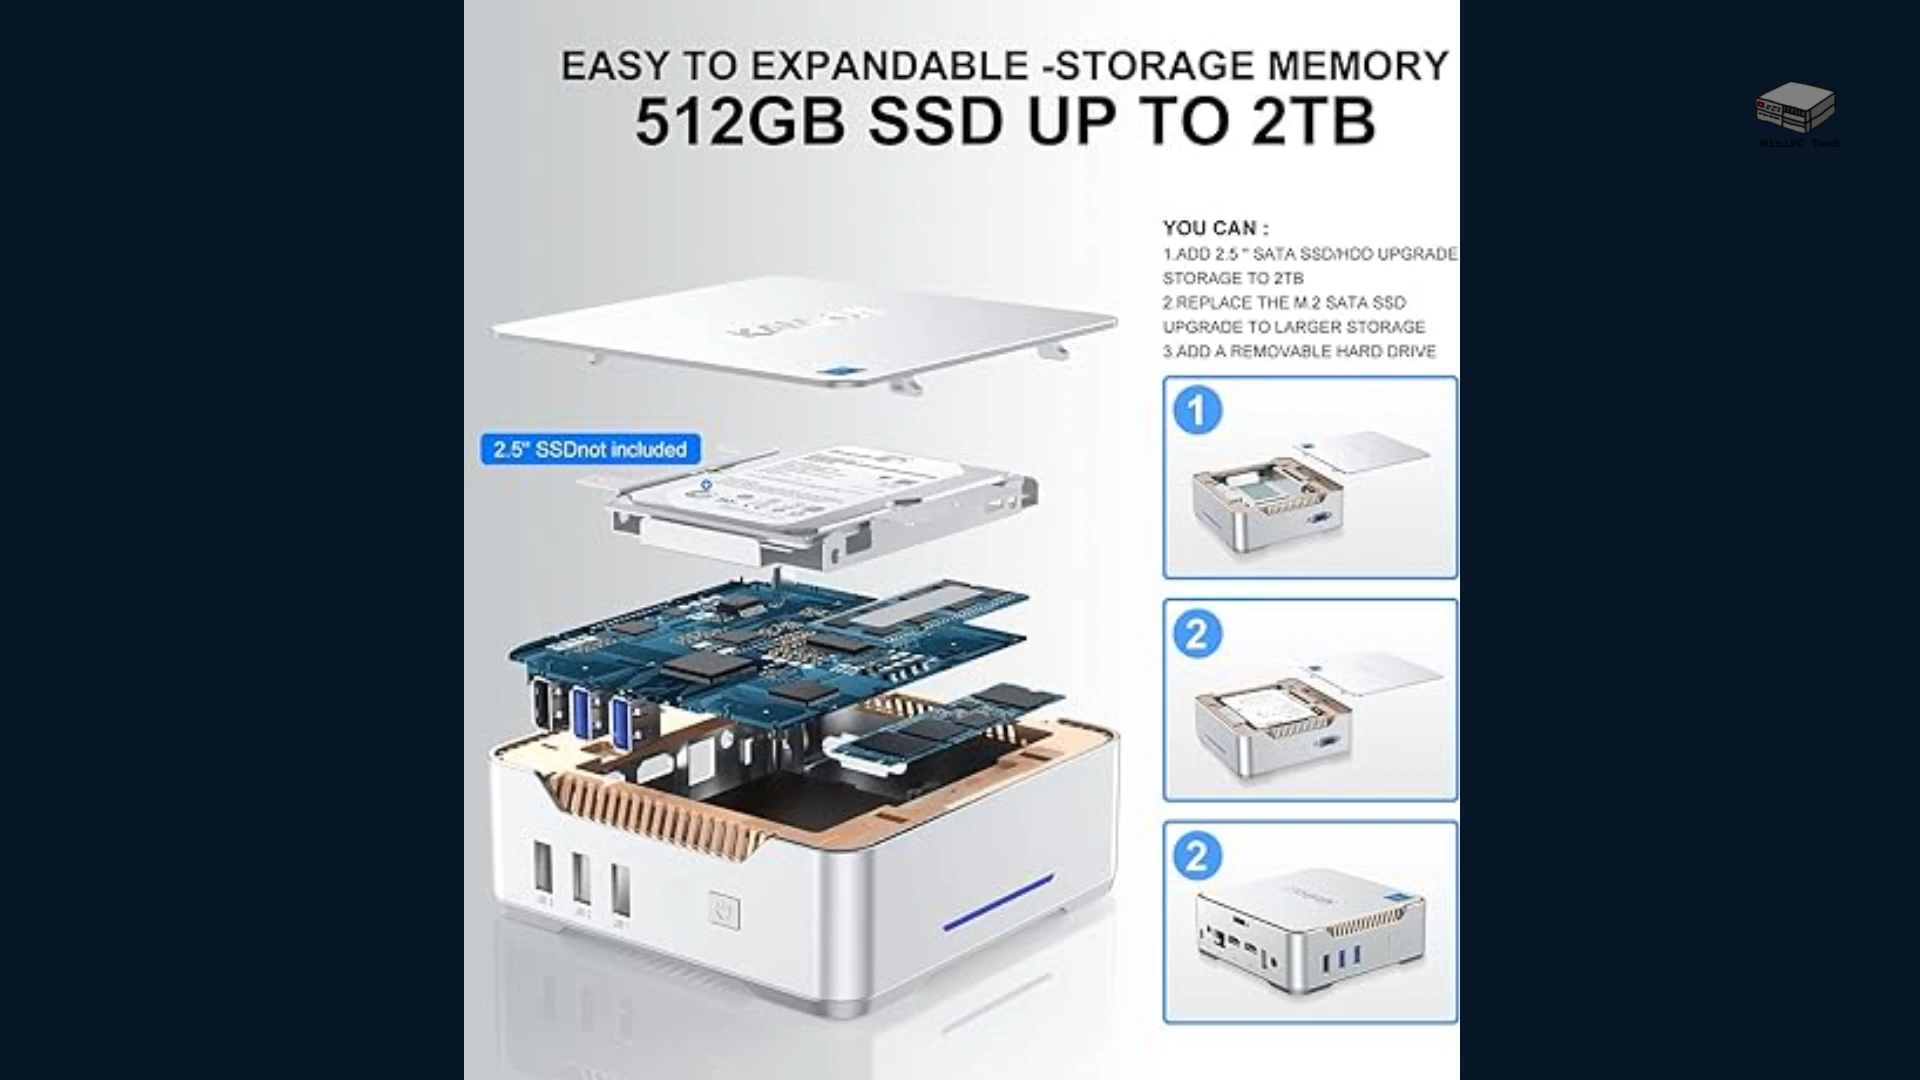 EASY TO EXPANDABLE -STORAGE MEMORY
512GB SSD UP TO 2TB
YOU CAN :
1.ADD 2.5 " SATA SSD/HDD UPGRADE
STORAGE TO 2TB
2.REPLACE THE M.2 SATA SSD
UPGRADE TO LARGER STORAGE
3.ADD A REMOVABLE HARD DRIVE
2.5" SSDnot included
1
2
2
MiniPC Tech